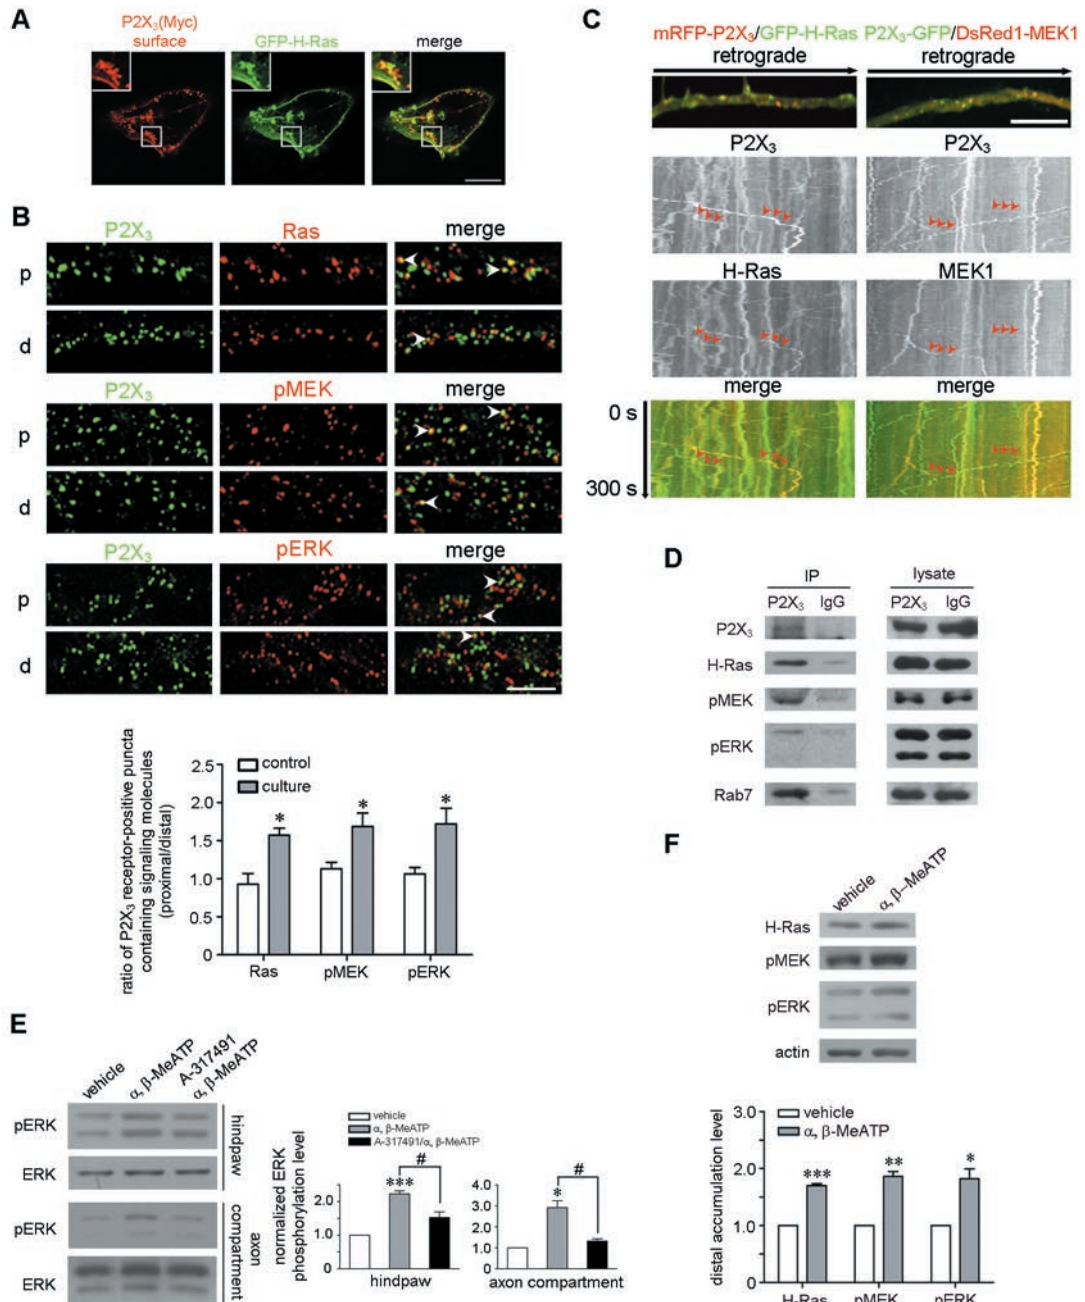 A
P2X₃(Myc)
surface
GFP-H-Ras
merge
B
P2X₃
Ras
merge
p
d
P2X₃
pMEK
merge
p
d
P2X₃
pERK
merge
p
d
ratio of P2X₃ receptor-positive puncta
containing signaling molecules
(proximal/distal)
2.5
2.0
1.5
1.0
0.5
0
control
culture
*
*
*
Ras
pMEK
pERK
C
mRFP-P2X₃/GFP-H-Ras P2X₃-GFP/DsRed1-MEK1
retrograde
retrograde
P2X₃
P2X₃
H-Ras
MEK1
merge
merge
0 s
300 s
D
IP
lysate
P2X₃
IgG
P2X₃
IgG
P2X₃
H-Ras
pMEK
pERK
Rab7
E
vehicle
α, β-MeATP
A-317491
α, β-MeATP
pERK
ERK
hindpaw
pERK
ERK
axon
compartment
vehicle
α, β-MeATP
A-317491/α, β-MeATP
normalized ERK
phosphorylation level
2.0
1.0
***
#
hindpaw
4.0
3.0
2.0
1.0
*
#
axon compartment
F
vehicle
α, β–MeATP
H-Ras
pMEK
pERK
actin
distal accumulation level
3.0
2.0
1.0
0
vehicle
α, β-MeATP
***
**
*
H-Ras
pMEK
pERK